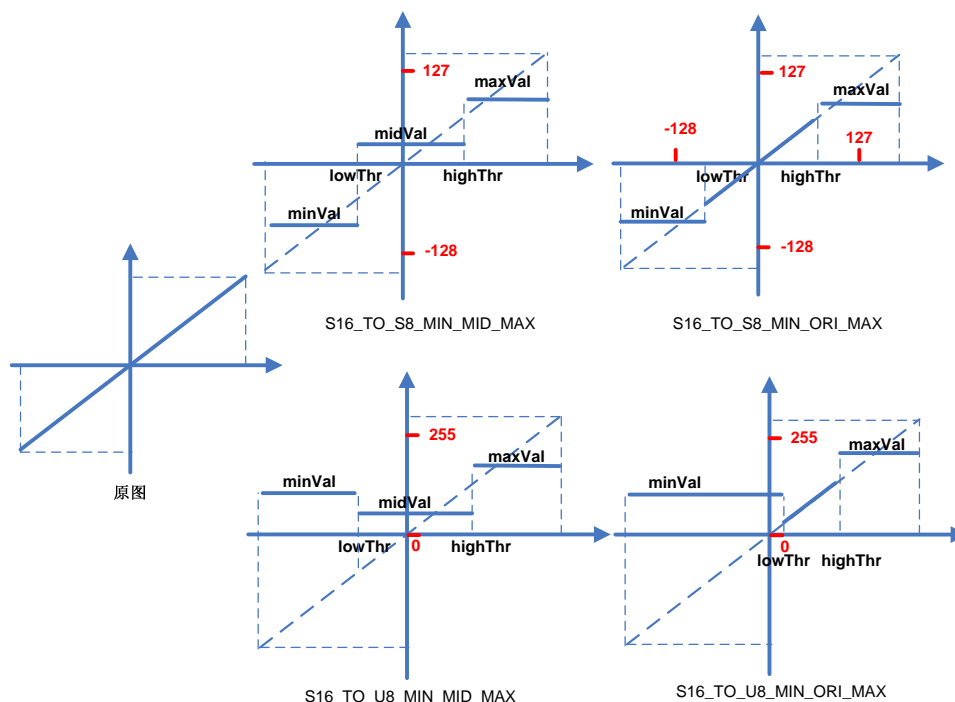 127
maxVal
midVal
lowThr
highThr
minVal
-128
S16_TO_S8_MIN_MID_MAX
127
maxVal
-128
127
lowThr
highThr
minVal
-128
S16_TO_S8_MIN_ORI_MAX
原图
255
maxVal
minVal
midVal
lowThr
0
highThr
S16_TO_U8_MIN_MID_MAX
255
maxVal
minVal
0
lowThr
highThr
S16_TO_U8_MIN_ORI_MAX